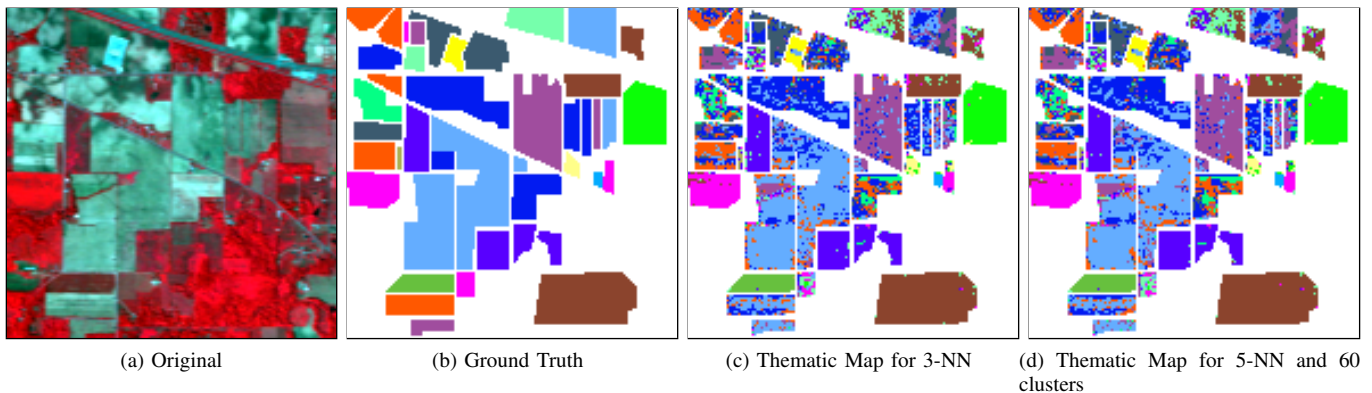 (a) Original
(b) Ground Truth
(c) Thematic Map for 3-NN
(d) Thematic Map for 5-NN and 60
clusters